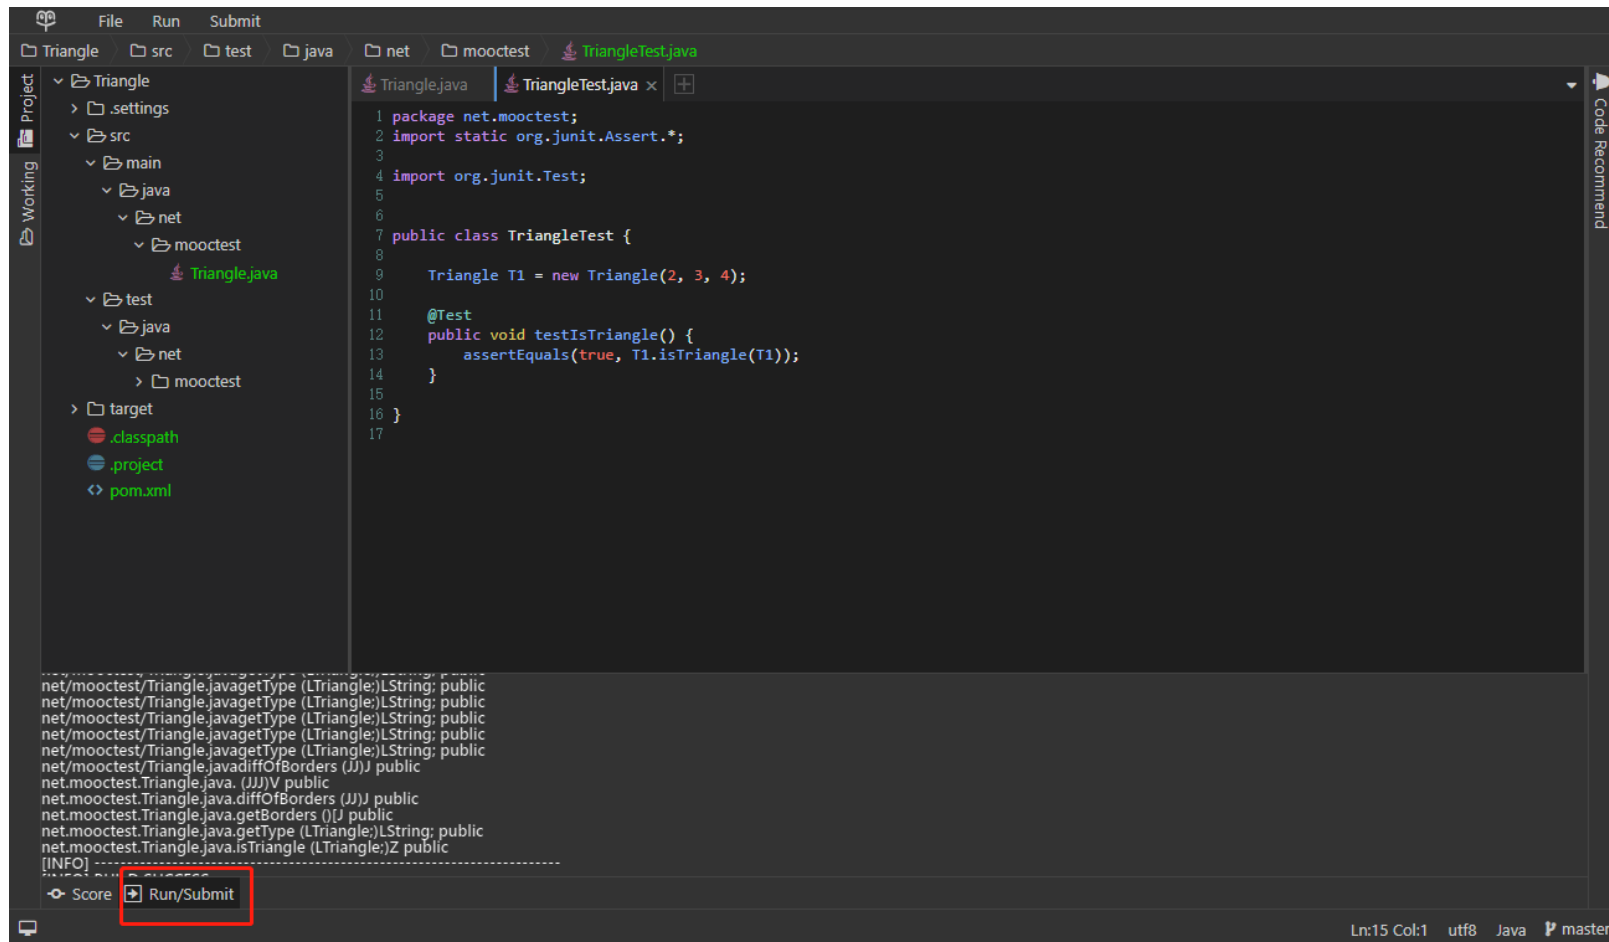 File Run Submit
Triangle src test java net mooctest TriangleTest.java
Project
Working
Triangle
.settings
src
main
java
net
mooctest
Triangle.java
test
java
net
mooctest
target
.classpath
.project
pom.xml
Triangle.java TriangleTest.java
1 package net.mooctest;
2 import static org.junit.Assert.*;
3
4 import org.junit.Test;
5
6
7 public class TriangleTest {
8
9 Triangle T1 = new Triangle(2, 3, 4);
10
11 @Test
12 public void testIsTriangle() {
13 assertEquals(true, T1.isTriangle(T1));
14 }
15
16 }
17
Code Recommend
net/mooctest/Triangle.javagetType (LTriangle;)LString; public
net/mooctest/Triangle.javagetType (LTriangle;)LString; public
net/mooctest/Triangle.javagetType (LTriangle;)LString; public
net/mooctest/Triangle.javagetType (LTriangle;)LString; public
net/mooctest/Triangle.javagetType (LTriangle;)LString; public
net/mooctest/Triangle.javadiffOfBorders (JJ)J public
net.mooctest.Triangle.java. (JJJ)V public
net.mooctest.Triangle.java.diffOfBorders (JJ)J public
net.mooctest.Triangle.java.getBorders ()[J public
net.mooctest.Triangle.java.getType (LTriangle;)LString; public
net.mooctest.Triangle.java.isTriangle (LTriangle;)Z public
[INFO] ------------------------------------------------------------------------
[INFO] BUILD SUCCESS
Score Run/Submit
Ln:15 Col:1 utf8 Java master